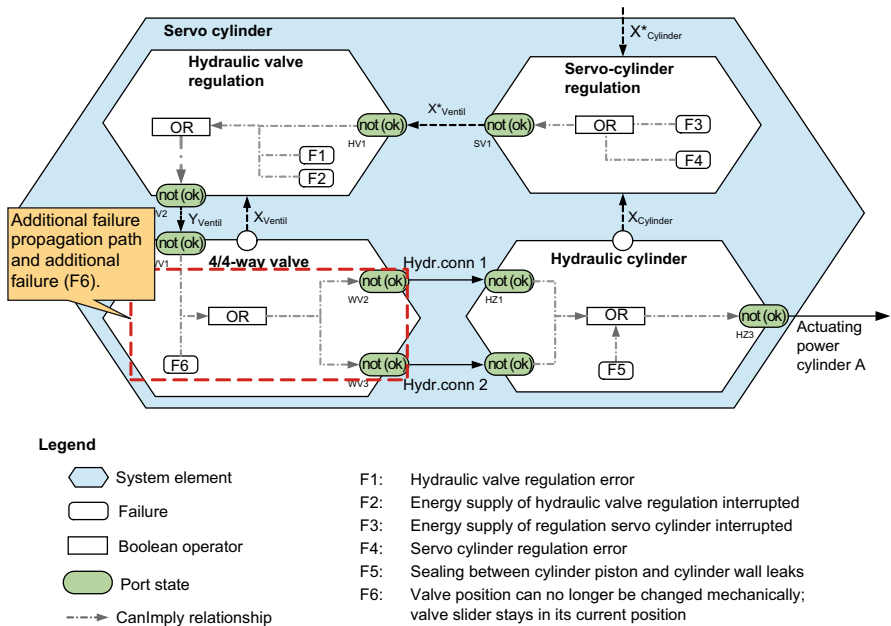 Servo cylinder
X*Cylinder
Hydraulic valve
regulation
Servo-cylinder
regulation
OR
not (ok)
HV1
X*Ventil
not (ok)
SV1
OR
F3
F4
F1
F2
not (ok)
V2
YVentil
XVentil
XCylinder
Additional failure
propagation path
and additional
failure (F6).
not (ok)
VV1
4/4-way valve
Hydr.conn 1
Hydraulic cylinder
not (ok)
WV2
not (ok)
HZ1
OR
OR
not (ok)
HZ3
Actuating
power
cylinder A
F6
not (ok)
WV3
Hydr.conn 2
not (ok)
F5
Legend
System element
Failure
Boolean operator
Port state
CanImply relationship
F1: Hydraulic valve regulation error
F2: Energy supply of hydraulic valve regulation interrupted
F3: Energy supply of regulation servo cylinder interrupted
F4: Servo cylinder regulation error
F5: Sealing between cylinder piston and cylinder wall leaks
F6: Valve position can no longer be changed mechanically;
valve slider stays in its current position